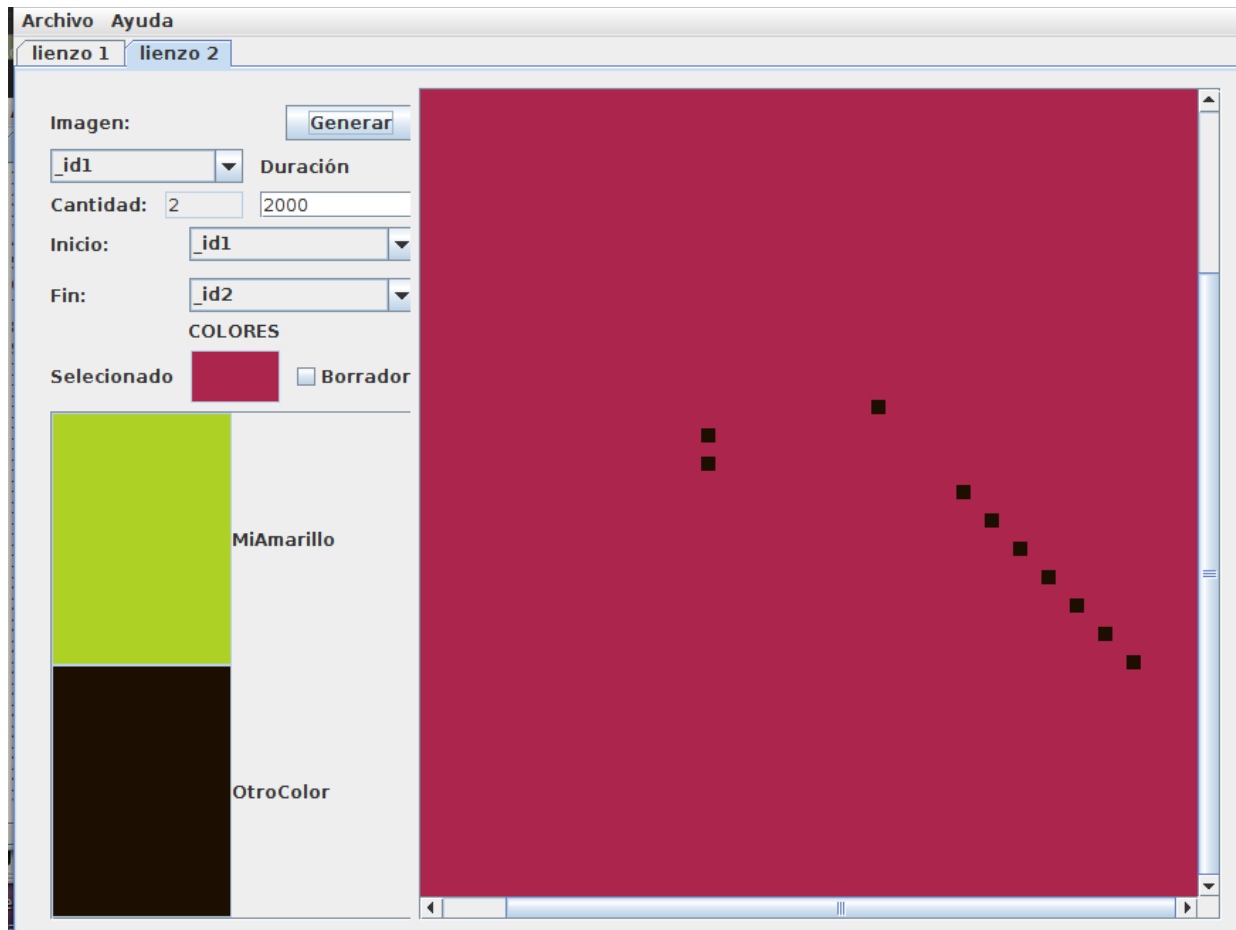 Archivo Ayuda
lienzo 1 lienzo 2
Imagen: Generar
_id1 Duración
Cantidad: 2 2000
Inicio: _id1
Fin: _id2
COLORES
Selecionado Borrador
MiAmarillo
OtroColor